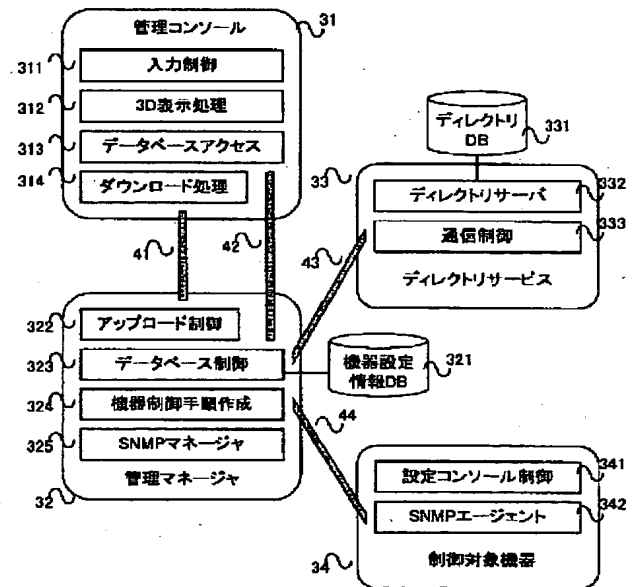 管理コンソール
31
311
入力制御
312
3D表示処理
313
データベースアクセス
314
ダウンロード処理
41
42
ディレクトリ
DB
331
33
ディレクトリサーバ
332
通信制御
333
ディレクトリサービス
43
322
アップロード制御
323
データベース制御
324
機器制御手順作成
325
SNMPマネージャ
管理マネージャ
32
機器設定
情報DB
321
44
設定コンソール制御
341
SNMPエージェント
342
制御対象機器
34